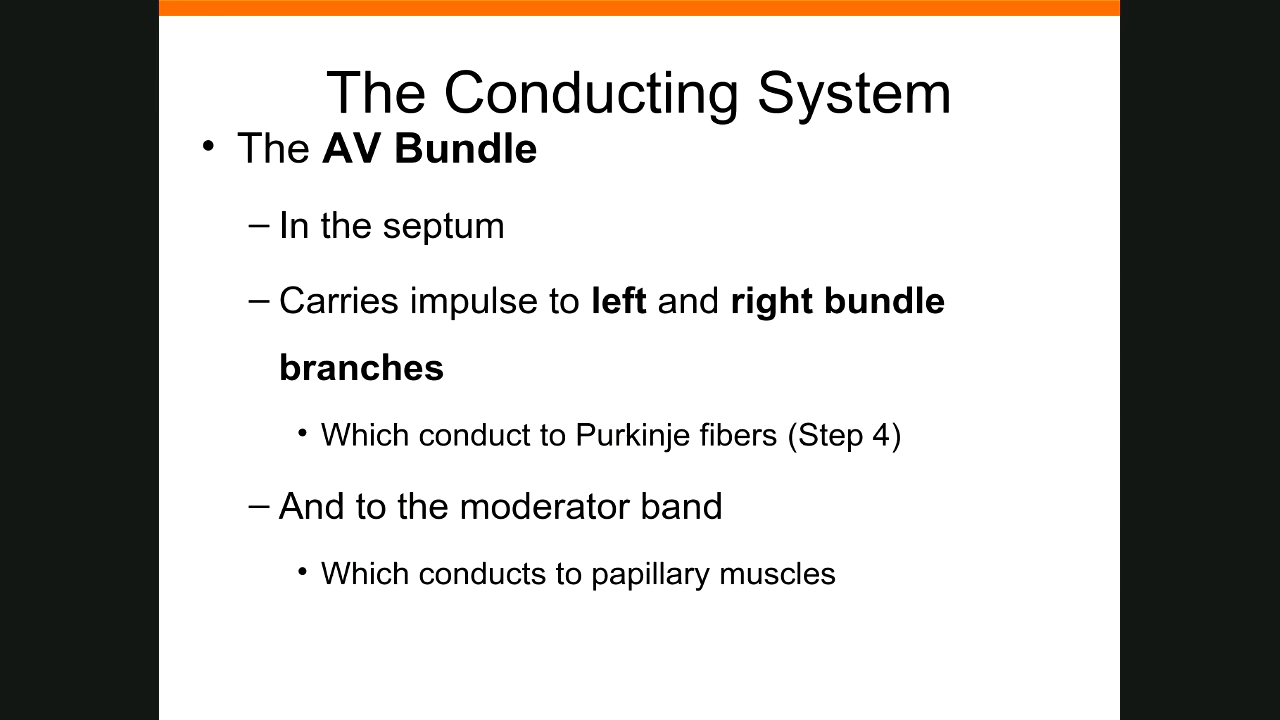 The Conducting System
• The AV Bundle
– In the septum
– Carries impulse to left and right bundle
branches
• Which conduct to Purkinje fibers (Step 4)
– And to the moderator band
• Which conducts to papillary muscles